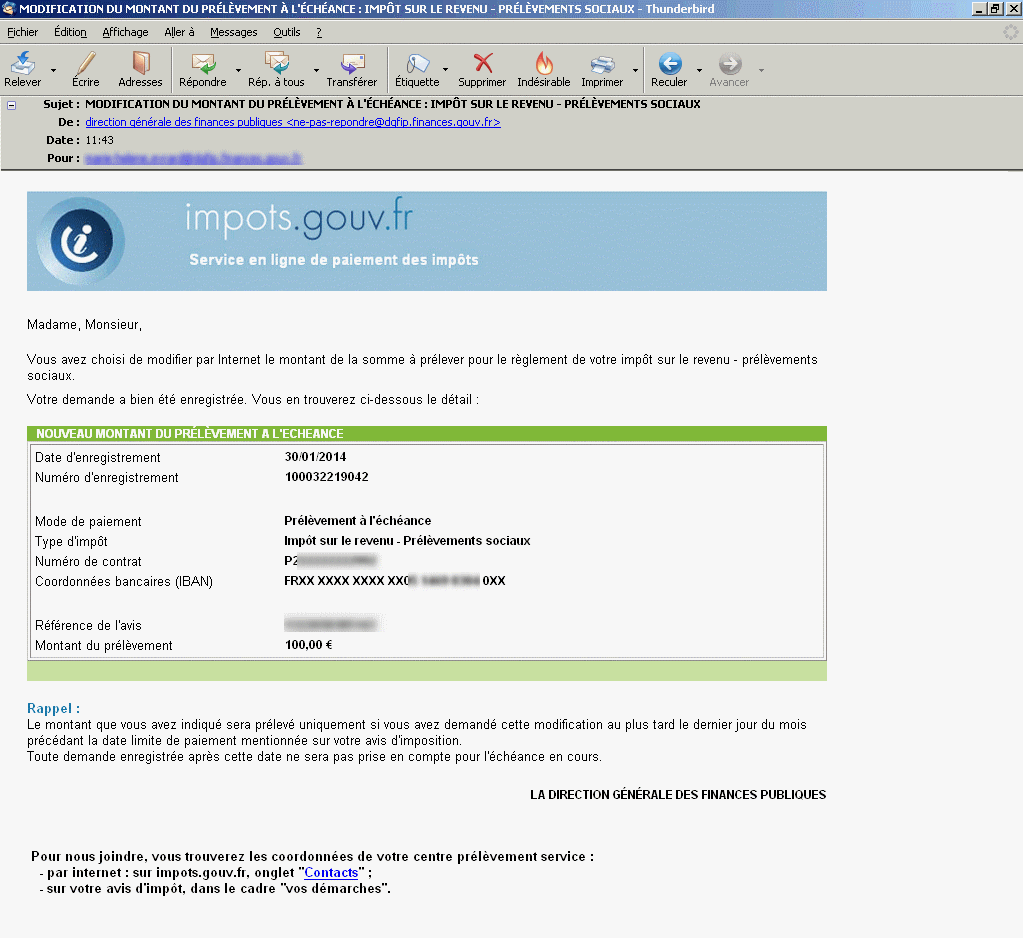 MODIFICATION DU MONTANT DU PRÉLÈVEMENT À L'ÉCHÉANCE : IMPÔT SUR LE REVENU - PRÉLÈVEMENTS SOCIAUX - Thunderbird
Fichier Édition Affichage Aller à Messages Outils ?
Relever Écrire Adresses Répondre Rép. à tous Transférer Étiquette Supprimer Indésirable Imprimer Reculer Avancer
Sujet : MODIFICATION DU MONTANT DU PRÉLÈVEMENT À L'ÉCHÉANCE : IMPÔT SUR LE REVENU - PRÉLÈVEMENTS SOCIAUX
De : direction générale des finances publiques <ne-pas-repondre@dgfip.finances.gouv.fr>
Date : 11:43
Pour :
impots.gouv.fr
Service en ligne de paiement des impôts
Madame, Monsieur,
Vous avez choisi de modifier par Internet le montant de la somme à prélever pour le règlement de votre impôt sur le revenu - prélèvements
sociaux.
Votre demande a bien été enregistrée. Vous en trouverez ci-dessous le détail :
NOUVEAU MONTANT DU PRÉLÈVEMENT A L'ECHEANCE
Date d'enregistrement 30/01/2014
Numéro d'enregistrement 100032219042
Mode de paiement Prélèvement à l'échéance
Type d'impôt Impôt sur le revenu - Prélèvements sociaux
Numéro de contrat P2
Coordonnées bancaires (IBAN) FRXX XXXX XXXX XX0 0XX
Référence de l'avis
Montant du prélèvement 100,00 €
Rappel :
Le montant que vous avez indiqué sera prélevé uniquement si vous avez demandé cette modification au plus tard le dernier jour du mois
précédant la date limite de paiement mentionnée sur votre avis d'imposition.
Toute demande enregistrée après cette date ne sera pas prise en compte pour l'échéance en cours.
LA DIRECTION GÉNÉRALE DES FINANCES PUBLIQUES
Pour nous joindre, vous trouverez les coordonnées de votre centre prélèvement service :
- par internet : sur impots.gouv.fr, onglet "Contacts" ;
- sur votre avis d'impôt, dans le cadre "vos démarches".